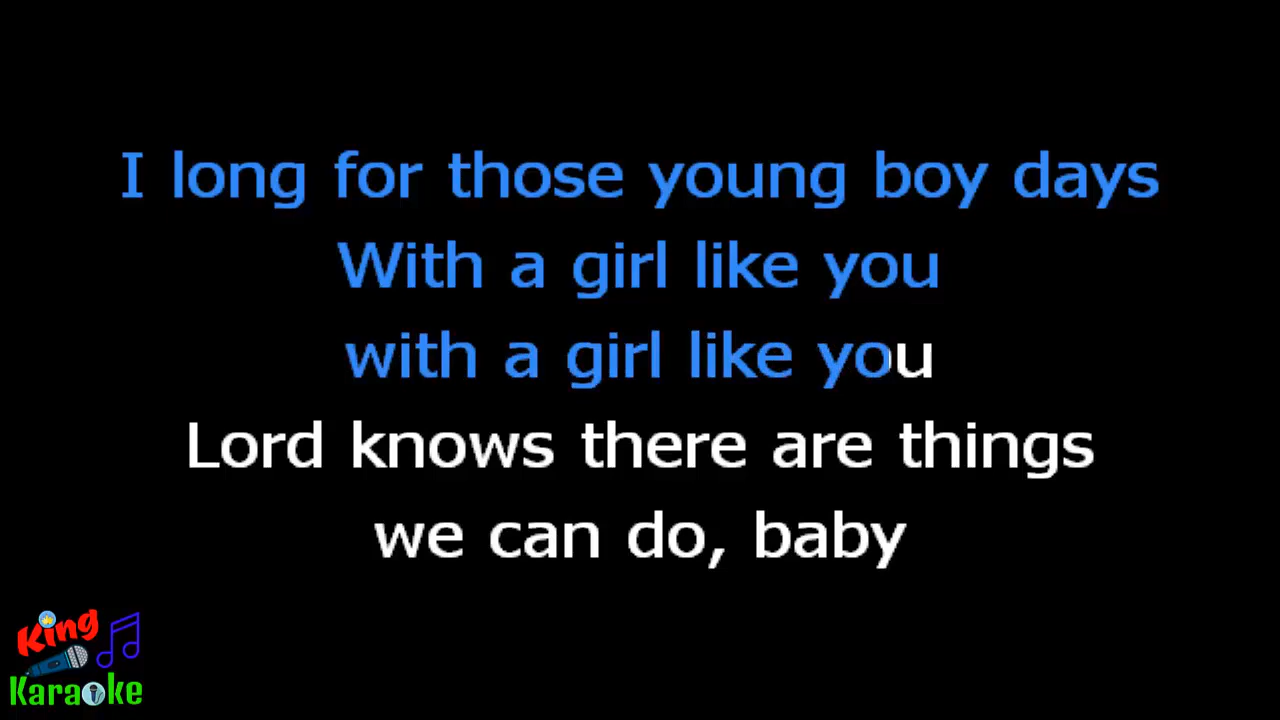 I long for those young boy days
With a girl like you
with a girl like you
Lord knows there are things
we can do, baby
King
Karaoke